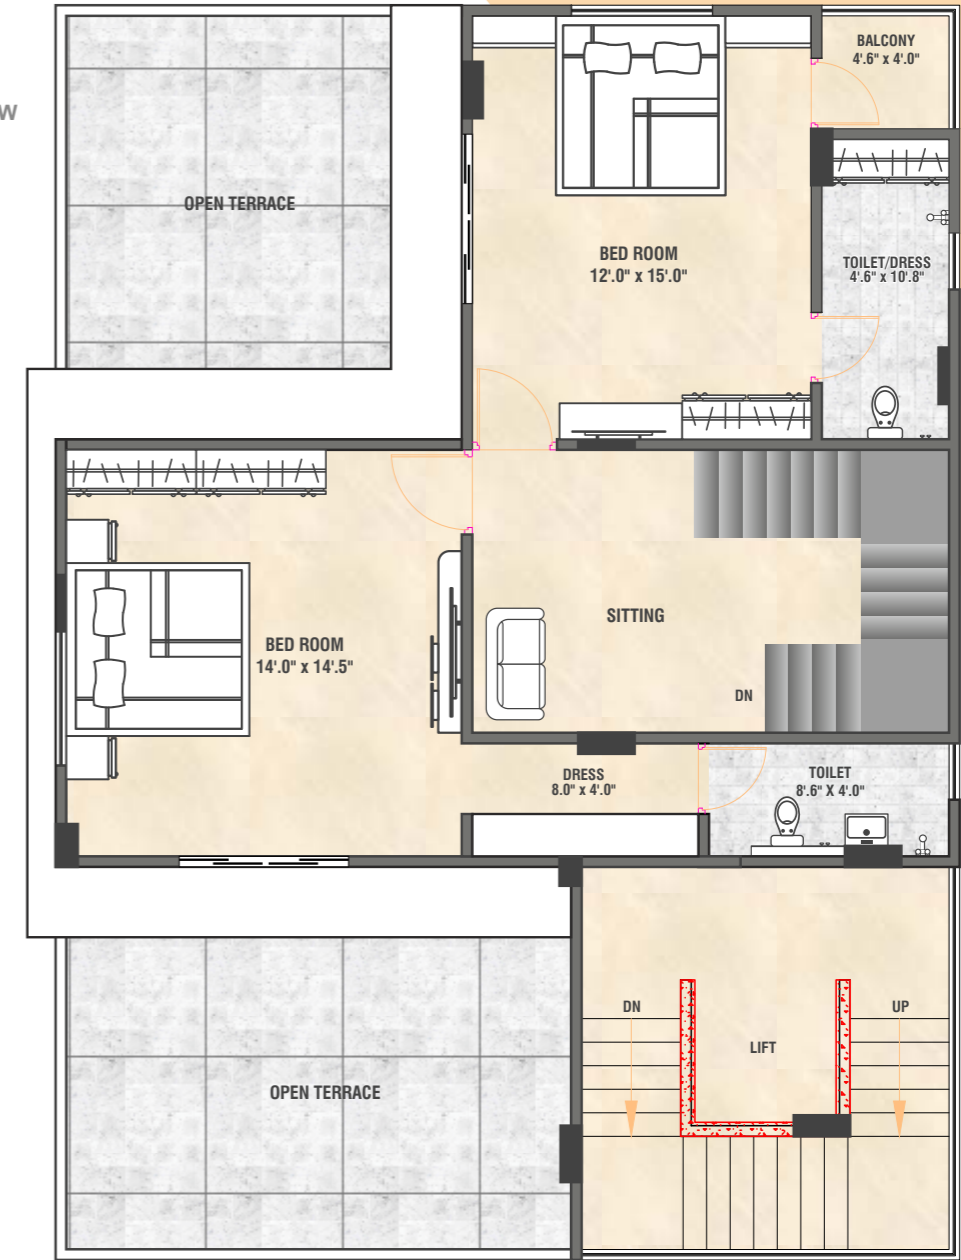 BALCONY
4'.6" x 4'.0"
w
OPEN TERRACE
BED ROOM
12'.0" x 15'.0"
TOILET/DRESS
4'.6" x 10'.8"
SITTING
BED ROOM
14'.0" x 14'.5"
DN
DRESS
8.0" x 4'.0"
TOILET
8'.6" X 4'.0"
DN
UP
LIFT
OPEN TERRACE